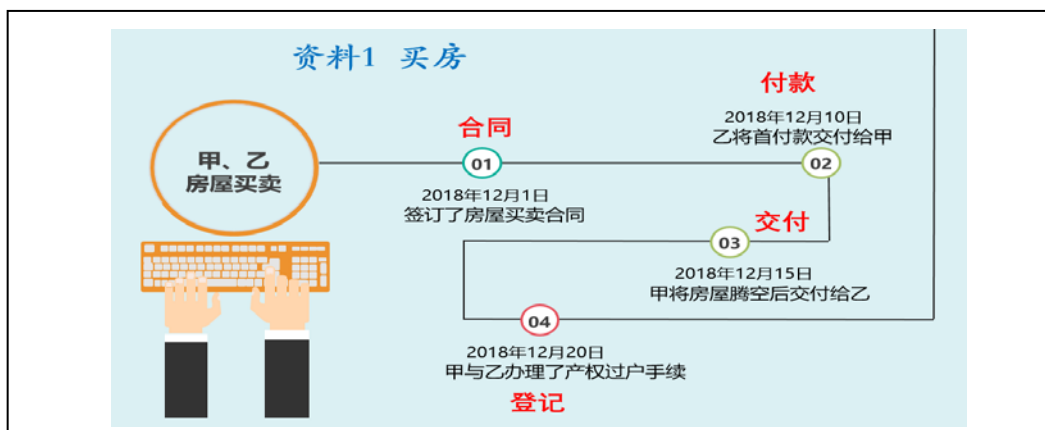 资料1 买房
甲、乙
房屋买卖
合同
01
2018年12月1日
签订了房屋买卖合同
付款
2018年12月10日
乙将首付款交付给甲
02
交付
03
2018年12月15日
甲将房屋腾空后交付给乙
04
2018年12月20日
甲与乙办理了产权过户手续
登记